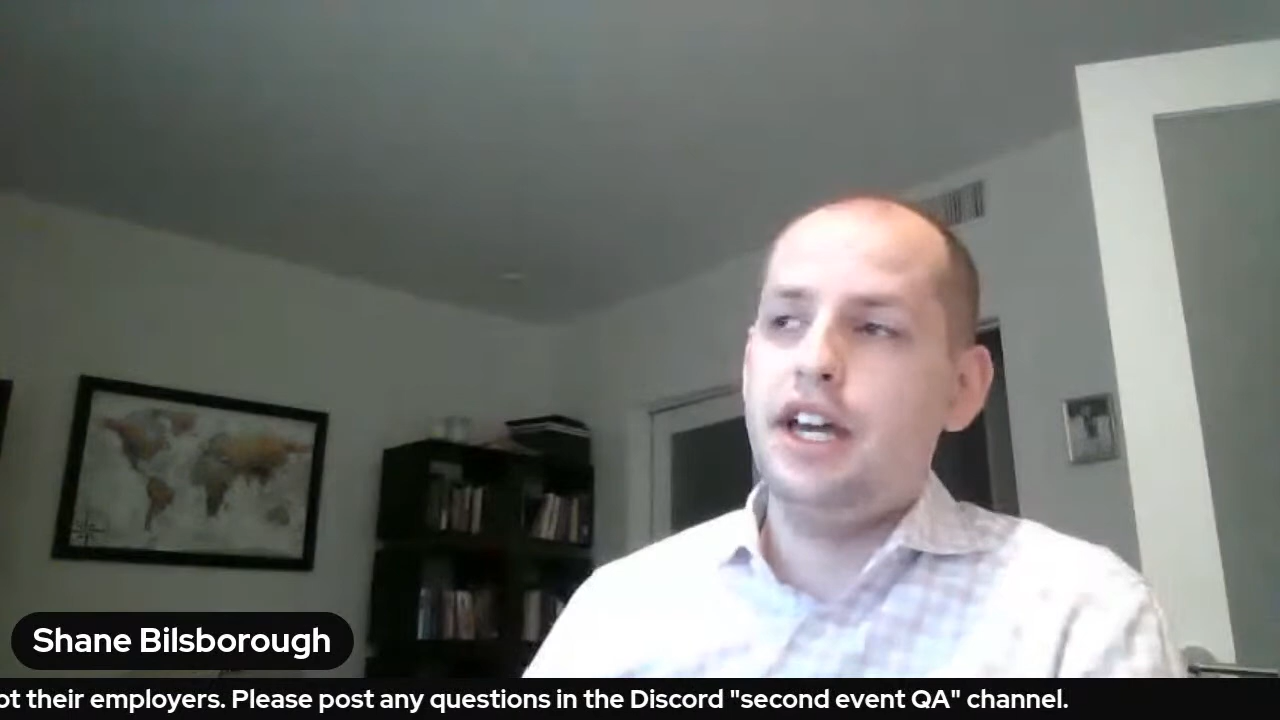 Shane Bilsborough
ot their employers. Please post any questions in the Discord "second event QA" channel.